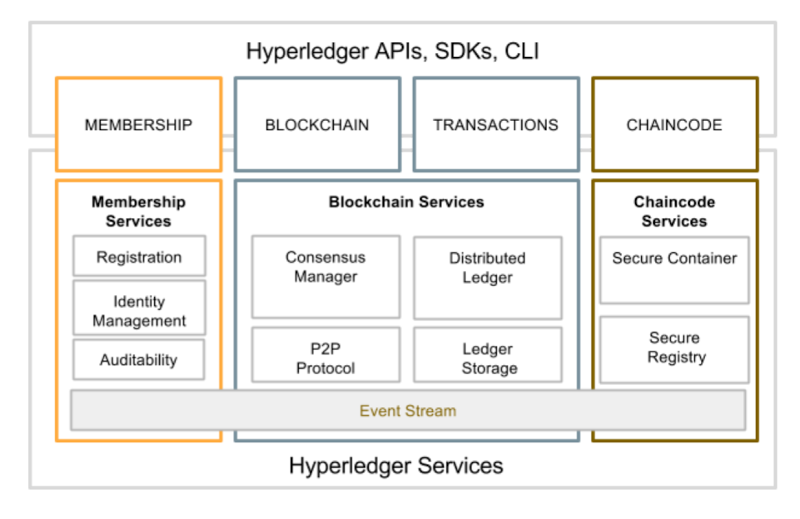 Hyperledger APIs, SDKs, CLI
MEMBERSHIP
BLOCKCHAIN
TRANSACTIONS
CHAINCODE
Membership
Services
Registration
Identity
Management
Auditability
Blockchain Services
Consensus
Manager
Distributed
Ledger
P2P
Protocol
Ledger
Storage
Chaincode
Services
Secure Container
Secure
Registry
Event Stream
Hyperledger Services